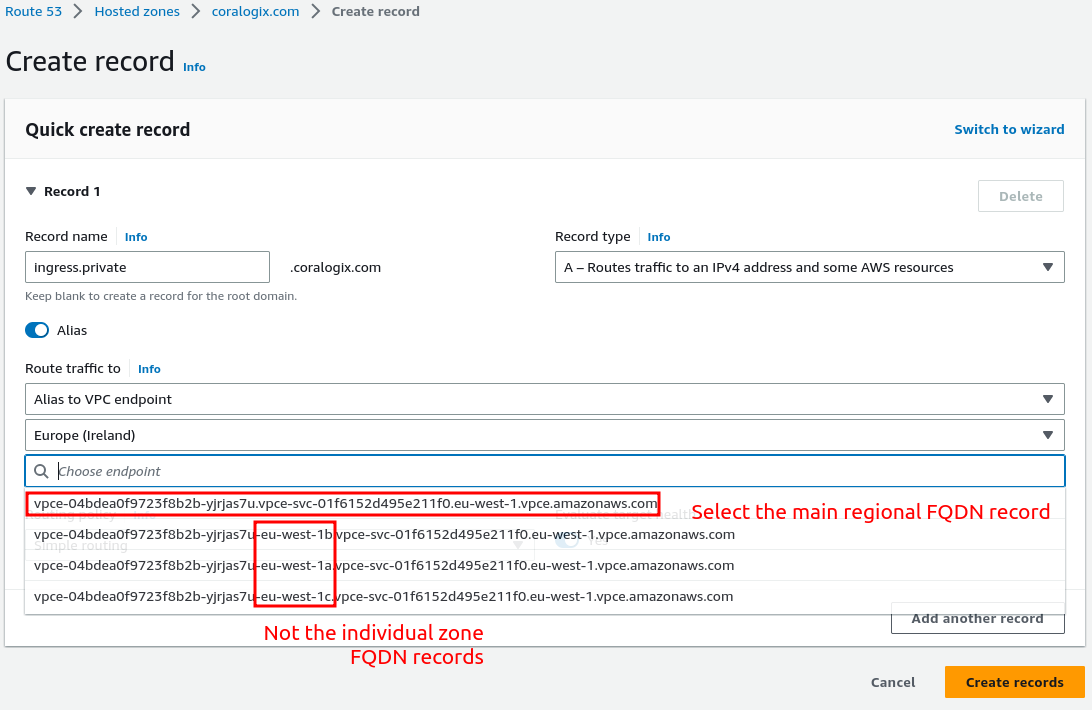 Route 53 > Hosted zones > coralogix.com > Create record
Create record Info
Quick create record Switch to wizard
Record 1 Delete
Record name Info Record type Info
ingress.private .coralogix.com A – Routes traffic to an IPv4 address and some AWS resources
Keep blank to create a record for the root domain.
Alias
Route traffic to Info
Alias to VPC endpoint
Europe (Ireland)
Choose endpoint
vpce-04bdea0f9723f8b2b-yjrjas7u.vpce-svc-01f6152d495e211f0.eu-west-1.vpce.amazonaws.com
Select the main regional FQDN record
vpce-04bdea0f9723f8b2b-yjrjas7u-eu-west-1b.vpce-svc-01f6152d495e211f0.eu-west-1.vpce.amazonaws.com
Simple routing
vpce-04bdea0f9723f8b2b-yjrjas7u-eu-west-1a.vpce-svc-01f6152d495e211f0.eu-west-1.vpce.amazonaws.com
vpce-04bdea0f9723f8b2b-yjrjas7u-eu-west-1c.vpce-svc-01f6152d495e211f0.eu-west-1.vpce.amazonaws.com
Add another record
Not the individual zone
FQDN records
Cancel Create records